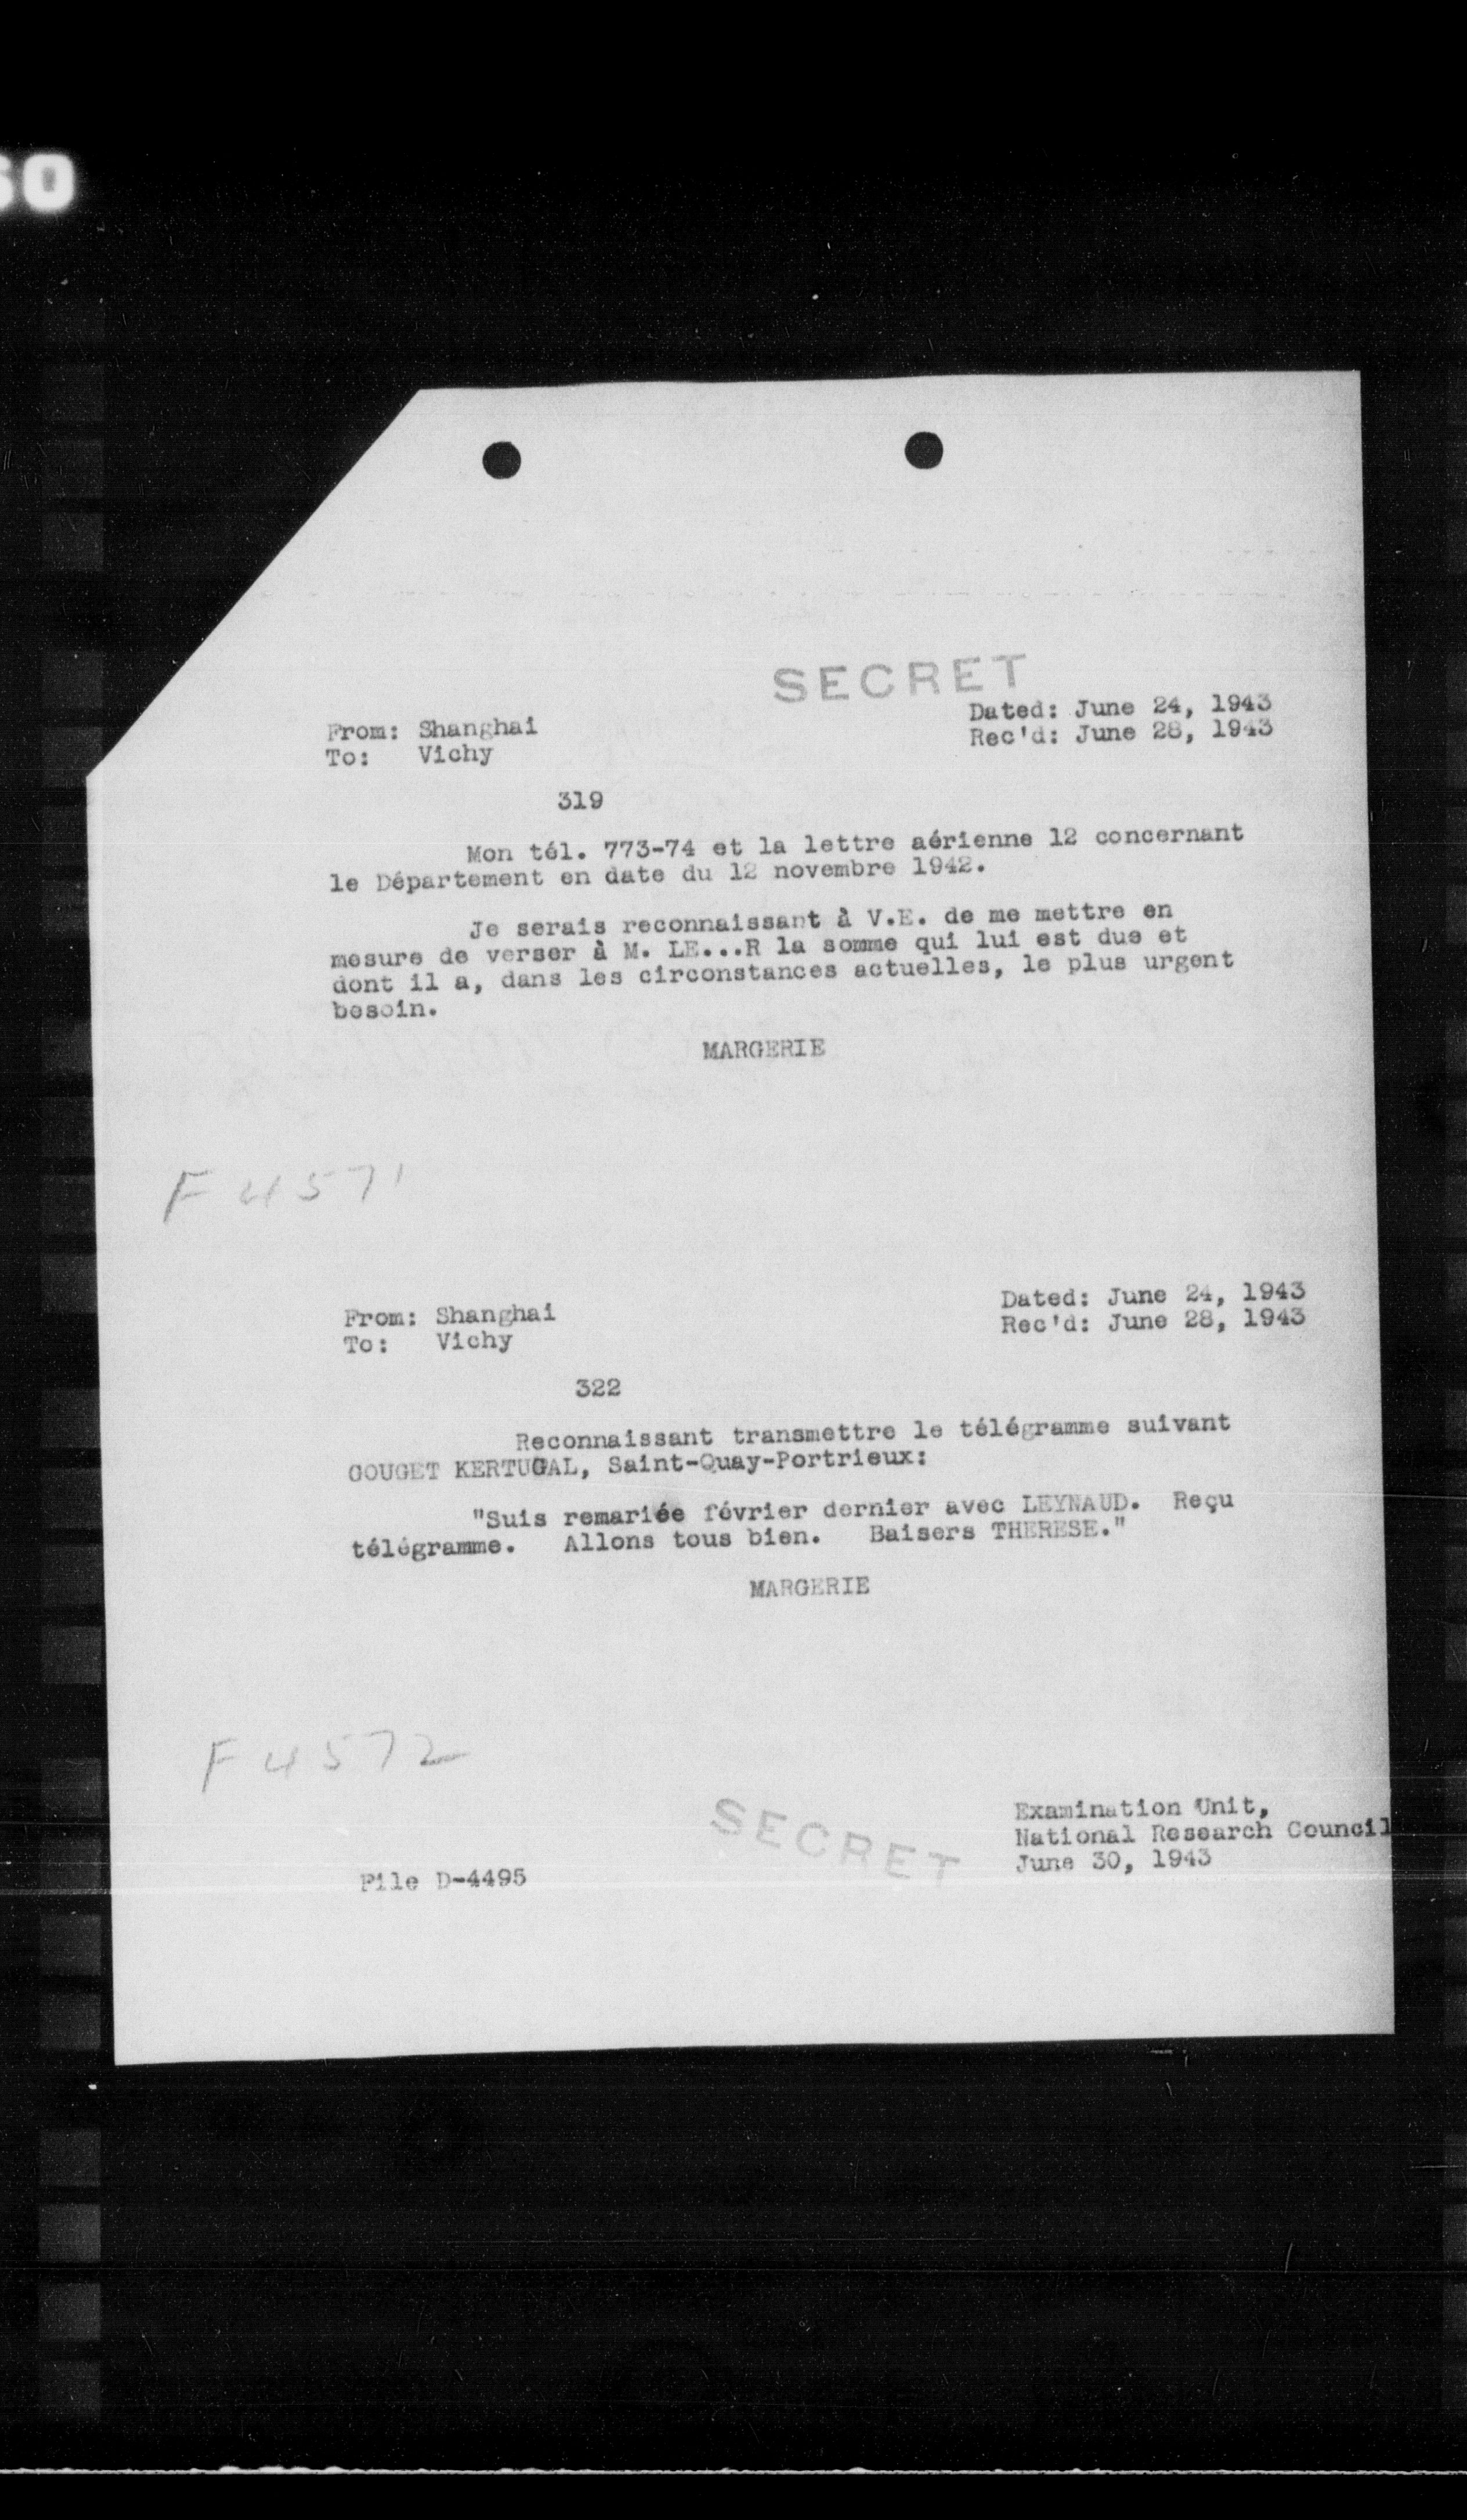 60
SECRET
From: Shanghai
To: Vichy
Dated: June 24, 1943
Rec'd: June 28, 1943
319
Mon tél. 773-74 et la lettre aérienne 12 concernant
le Département en date du 12 novembre 1942.
Je serais reconnaissant à V.E. de me mettre en
mesure de verser à M. LE...R la somme qui lui est due et
dont il a, dans les circonstances actuelles, le plus urgent
besoin.
MARGERIE
F 4571
From: Shanghai
To: Vichy
Dated: June 24, 1943
Rec'd: June 28, 1943
322
Reconnaissant transmettre le télégramme suivant
GOUGET KERTUGAL, Saint-Quay-Portrieux:
"Suis remariée février dernier avec LEYNAUD. Reçu
télégramme. Allons tous bien. Baisers THERESE."
MARGERIE
F 4572
SECRET
Examination Unit,
National Research Council
June 30, 1943
File D-4495